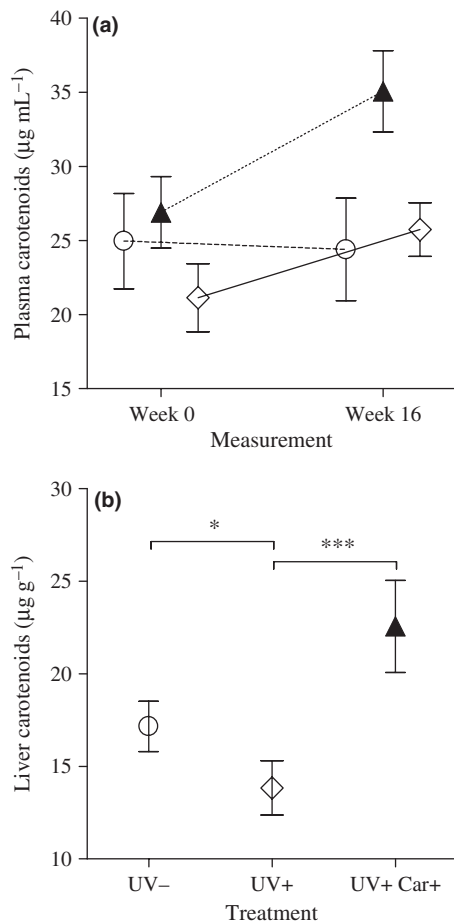 (a)
Plasma carotenoids (µg mL⁻¹)
40
35
30
25
20
15
Week 0
Week 16
Measurement
(b)
Liver carotenoids (µg g⁻¹)
30
25
20
15
10
*
***
UV–
UV+
UV+ Car+
Treatment